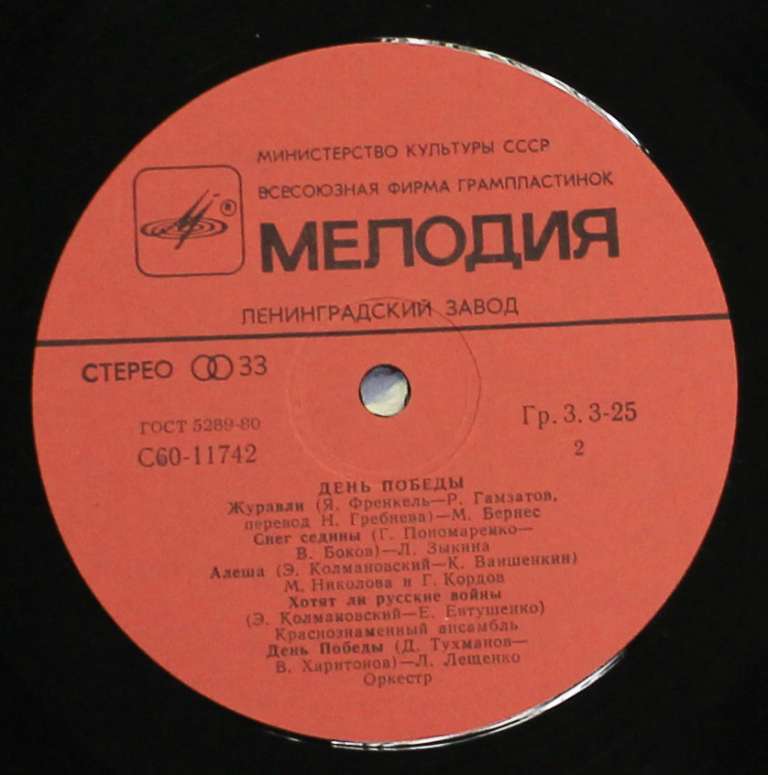 МИНИСТЕРСТВО КУЛЬТУРЫ СССР
ВСЕСОЮЗНАЯ ФИРМА ГРАМПЛАСТИНОК
®
МЕЛОДИЯ
ЛЕНИНГРАДСКИЙ ЗАВОД
СТЕРЕО 33
ГОСТ 5289-80
С60-11742
Гр. 3. 3-25
2
ДЕНЬ ПОБЕДЫ
Журавли (Я. Френкель—Р. Гамзатов,
перевод Н. Гребнева)—М. Бернес
Снег седины (Г. Пономаренко—
В. Боков)—Л. Зыкина
Алеша (Э. Колмановский—К. Ваншенкин)
М. Николова и Г. Кордов
Хотят ли русские войны
(Э. Колмановский—Е. Евтушенко)
Краснознаменный ансамбль
День Победы (Д. Тухманов—
В. Харитонов)—Л. Лещенко
Оркестр